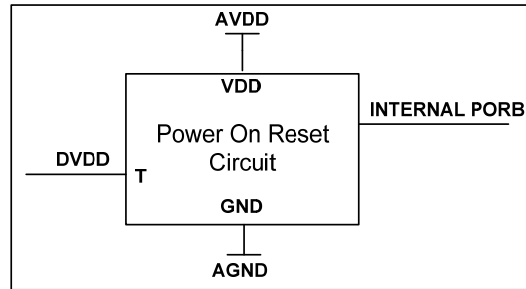 AVDD
VDD
INTERNAL PORB
Power On Reset
Circuit
DVDD
T
GND
AGND